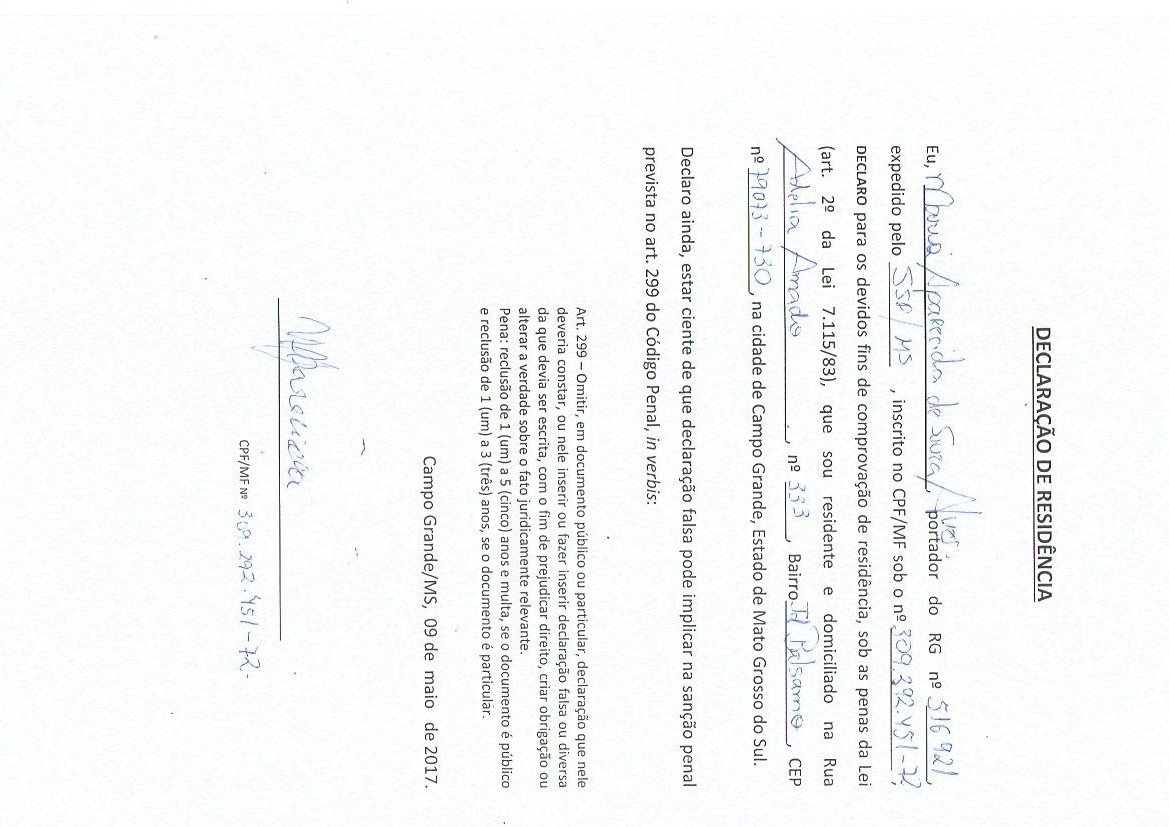 DECLARAÇÃO DE RESIDÊNCIA
Eu, Maria Aparecida de Souza Alves, portador do RG nº 516921,
expedido pelo SSP/MS, inscrito no CPF/MF sob o nº 309.292.451-72,
DECLARO para os devidos fins de comprovação de residência, sob as penas da Lei
(art. 2º da Lei 7.115/83), que sou residente e domiciliado na Rua
Adelia Amado, nº 333, Bairro Jd Balsamo, CEP
nº 79073-730, na cidade de Campo Grande, Estado de Mato Grosso do Sul.
Declaro ainda, estar ciente de que declaração falsa pode implicar na sanção penal
prevista no art. 299 do Código Penal, in verbis:
Art. 299 – Omitir, em documento público ou particular, declaração que nele
deveria constar, ou nele inserir ou fazer inserir declaração falsa ou diversa
da que devia ser escrita, com o fim de prejudicar direito, criar obrigação ou
alterar a verdade sobre o fato juridicamente relevante.
Pena: reclusão de 1 (um) a 5 (cinco) anos e multa, se o documento é público
e reclusão de 1 (um) a 3 (três) anos, se o documento é particular.
Campo Grande/MS, 09 de maio de 2017.
CPF/MF Nº 309.292.451-72.